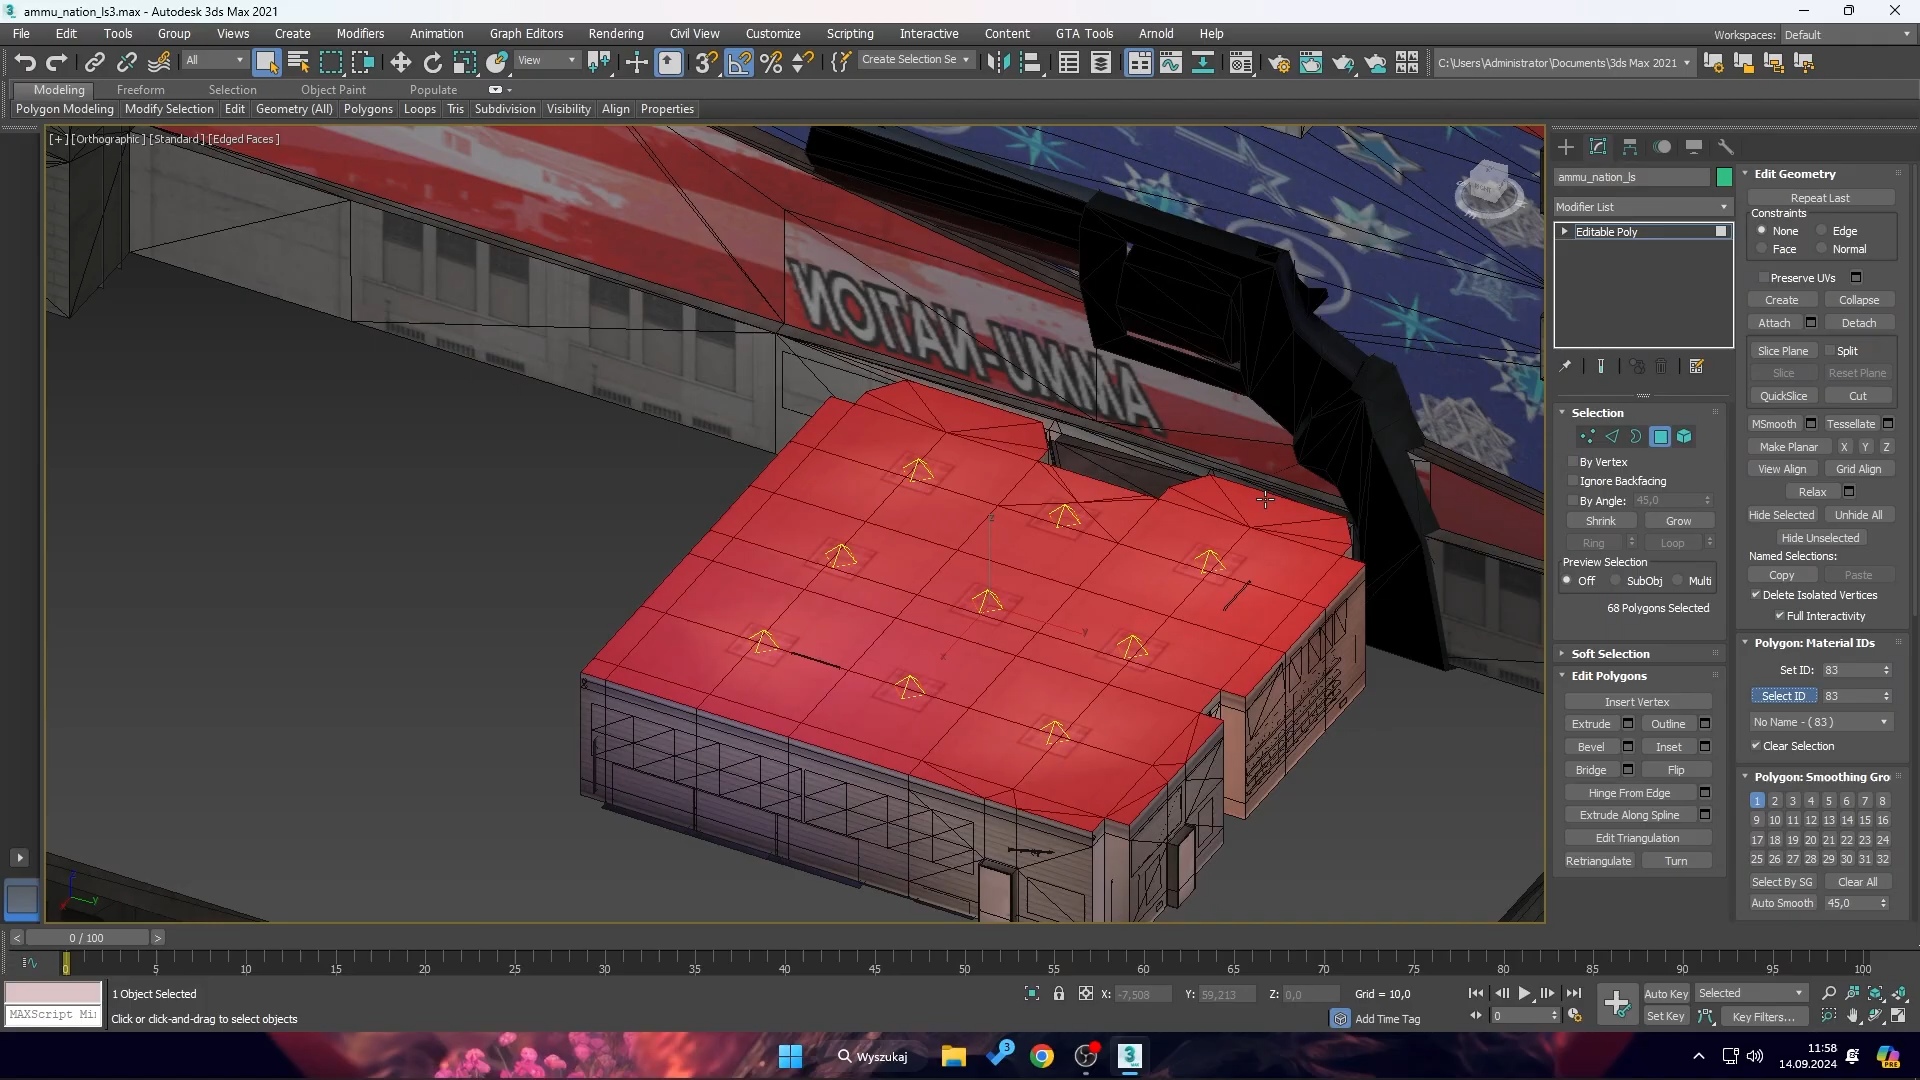 ammu_nation_ls3.max - Autodesk 3ds Max 2021
File Edit Tools Group Views Create Modifiers Animation Graph Editors Rendering Civil View Customize Scripting Interactive Content GTA Tools Arnold Help
Workspaces: Default
All View Create Selection Se C:\Users\Administrator\Documents\3ds Max 2021
Modeling Freeform Selection Object Paint Populate
Polygon Modeling Modify Selection Edit Geometry (All) Polygons Loops Tris Subdivision Visibility Align Properties
[+] [Orthographic] [Standard] [Edged Faces]
AMMU-NATION
ammu_nation_ls
Modifier List
Editable Poly
Selection
By Vertex
Ignore Backfacing
By Angle: 45,0
Shrink Grow
Ring Loop
Preview Selection
Off SubObj Multi
68 Polygons Selected
Soft Selection
Edit Polygons
Insert Vertex
Extrude Outline
Bevel Inset
Bridge Flip
Hinge From Edge
Extrude Along Spline
Edit Triangulation
Retriangulate Turn
Edit Geometry
Repeat Last
Constraints
None Edge
Face Normal
Preserve UVs
Create Collapse
Attach Detach
Slice Plane Split
Slice Reset Plane
QuickSlice Cut
MSmooth Tessellate
Make Planar X Y Z
View Align Grid Align
Relax
Hide Selected Unhide All
Hide Unselected
Named Selections:
Copy Paste
Delete Isolated Vertices
Full Interactivity
Polygon: Material IDs
Set ID: 83
Select ID 83
No Name - ( 83 )
Clear Selection
Polygon: Smoothing Gro
1 2 3 4 5 6 7 8
9 10 11 12 13 14 15 16
17 18 19 20 21 22 23 24
25 26 27 28 29 30 31 32
Select By SG Clear All
Auto Smooth 45,0
< 0 / 100 >
0 5 10 15 20 25 30 35 40 45 50 55 60 65 70 75 80 85 90 95 100
1 Object Selected
X: -7,508 Y: 59,213 Z: 0,0 Grid = 10,0
Auto Key Selected
MAXScript Mi
Click or click-and-drag to select objects
Add Time Tag
0
Set Key Key Filters...
Wyszukaj
3
11:58
14.09.2024